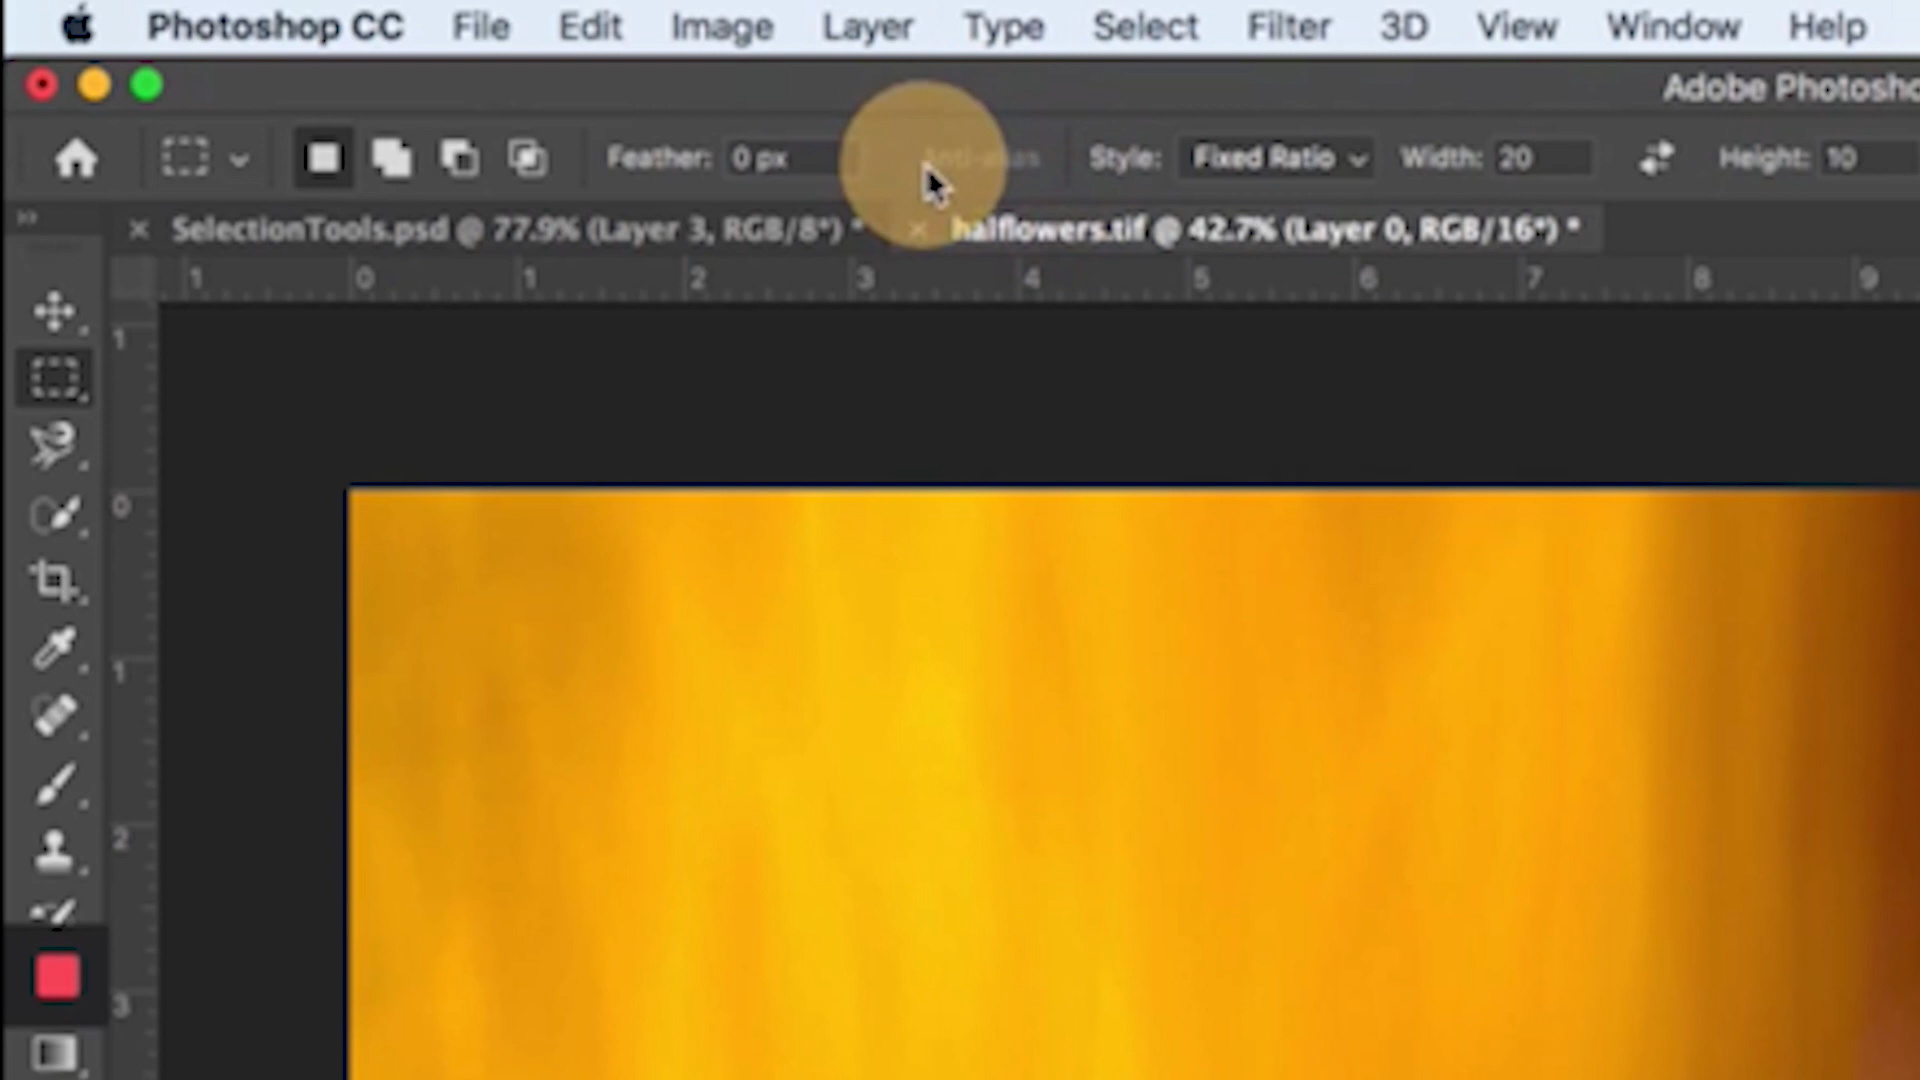 Photoshop CC File Edit Image Layer Type Select Filter 3D View Window Help
Adobe Photosho
Feather: 0 px Anti-alias Style: Fixed Ratio Width: 20 Height: 10
SelectionTools.psd @ 77.9% (Layer 3, RGB/8*) * halflowers.tif @ 42.7% (Layer 0, RGB/16*) *
1 0 1 2 3 4 5 6 7 8 9
1
0
1
2
3